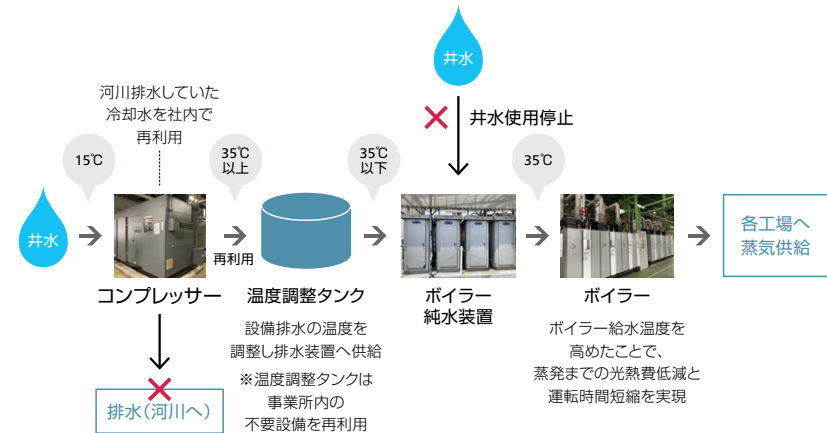 井水
河川排水していた
冷却水を社内で
再利用
井水使用停止
15℃
35℃
以上
35℃
以下
35℃
井水
再利用
各工場へ
蒸気供給
コンプレッサー
温度調整タンク
ボイラー
純水装置
ボイラー
設備排水の温度を
調整し排水装置へ供給
※温度調整タンクは
事業所内の
不要設備を再利用
ボイラー給水温度を
高めたことで、
蒸発までの光熱費低減と
運転時間短縮を実現
排水（河川へ）